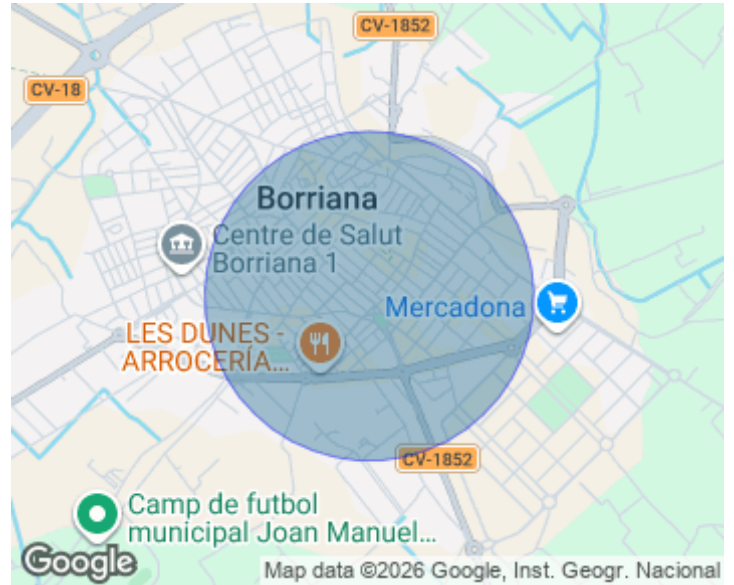 CV-1852
CV-18
Borriana
Centre de Salut
Borriana 1
Mercadona
LES DUNES -
ARROCERÍA...
CV-1852
Camp de futbol
municipal Joan Manuel...
Google
Map data ©2026 Google, Inst. Geogr. Nacional